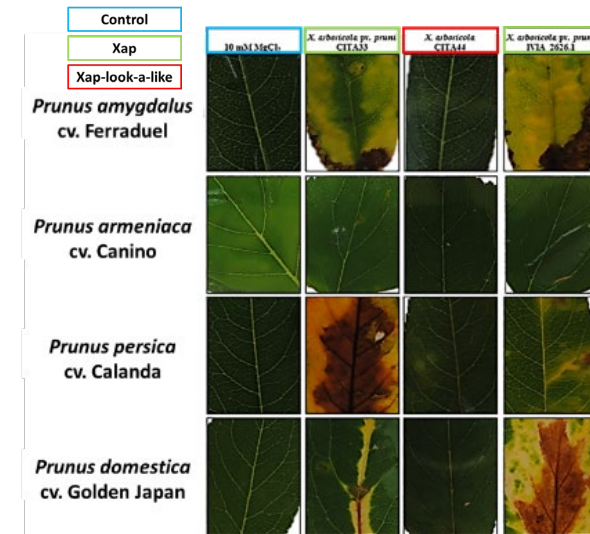 Control
Xap
Xap-look-a-like
10 mM MgCl₂
X. arboricola pv. pruni
CITA33
X. arboricola
CITA44
X. arboricola pv. pruni
IVIA 2626.1
Prunus amygdalus
cv. Ferraduel
Prunus armeniaca
cv. Canino
Prunus persica
cv. Calanda
Prunus domestica
cv. Golden Japan